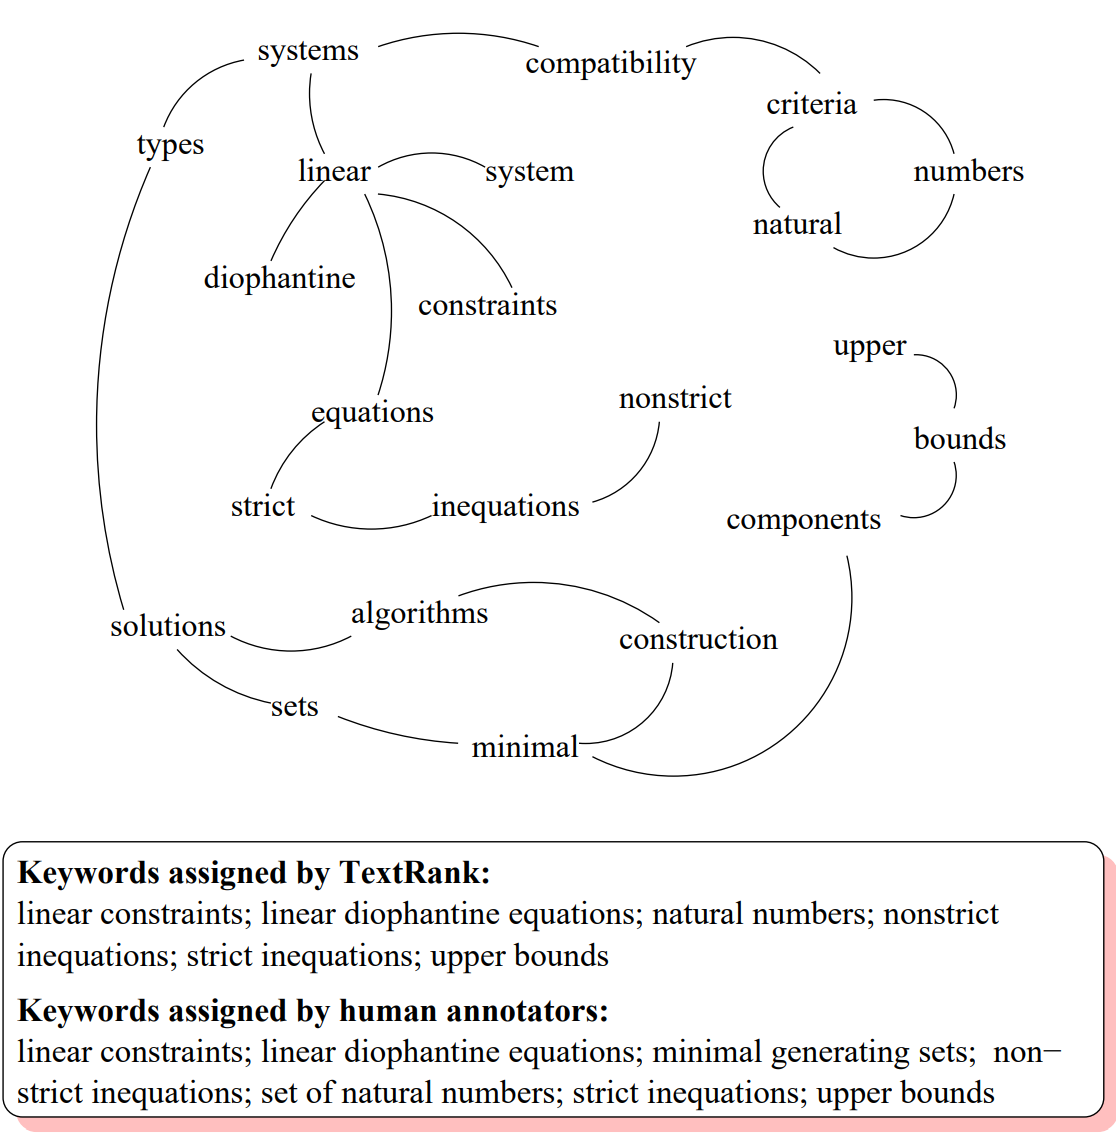 systems
compatibility
criteria
types
linear
system
numbers
natural
diophantine
constraints
upper
nonstrict
equations
bounds
strict
inequations
components
algorithms
solutions
construction
sets
minimal
Keywords assigned by TextRank:
linear constraints; linear diophantine equations; natural numbers; nonstrict
inequations; strict inequations; upper bounds
Keywords assigned by human annotators:
linear constraints; linear diophantine equations; minimal generating sets; non−
strict inequations; set of natural numbers; strict inequations; upper bounds